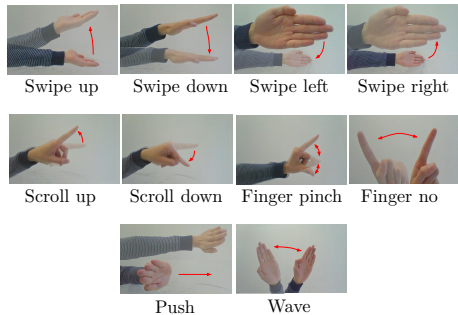 Swipe up
Swipe down
Swipe left
Swipe right
Scroll up
Scroll down
Finger pinch
Finger no
Push
Wave